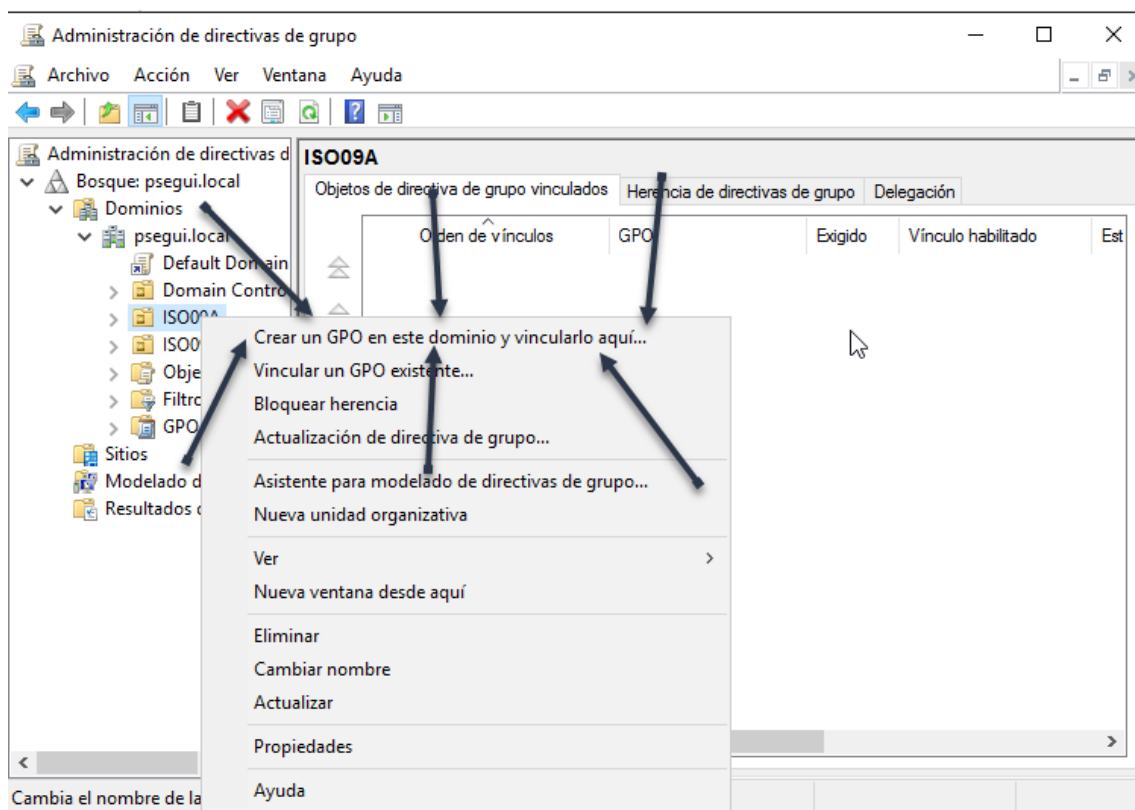 Administración de directivas de grupo
Archivo Acción Ver Ventana Ayuda
Administración de directivas d
Bosque: psegui.local
Dominios
psegui.local
Default Domain
Domain Contro
ISO09A
ISO0
Obje
Filtro
GPO
Sitios
Modelado d
Resultados
ISO09A
Objetos de directiva de grupo vinculados Herencia de directivas de grupo Delegación
Orden de vínculos GPO Exigido Vínculo habilitado Est
Crear un GPO en este dominio y vincularlo aquí...
Vincular un GPO existente...
Bloquear herencia
Actualización de directiva de grupo...
Asistente para modelado de directivas de grupo...
Nueva unidad organizativa
Ver
Nueva ventana desde aquí
Eliminar
Cambiar nombre
Actualizar
Propiedades
Ayuda
Cambia el nombre de la